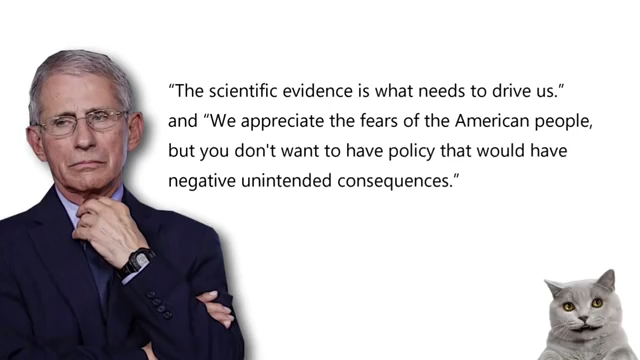 “The scientific evidence is what needs to drive us.”
and “We appreciate the fears of the American people,
but you don't want to have policy that would have
negative unintended consequences.”